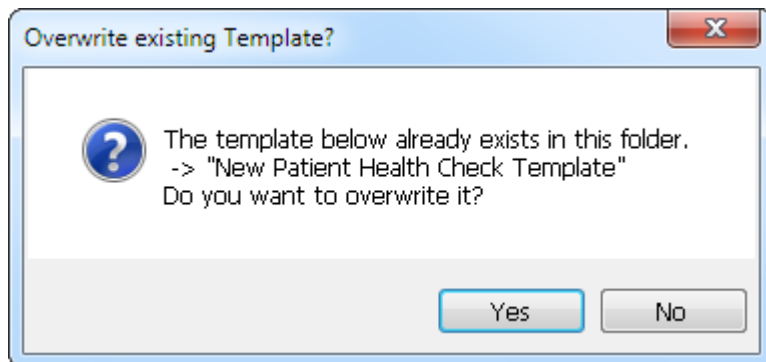 Overwrite existing Template?
The template below already exists in this folder.
-> "New Patient Health Check Template"
Do you want to overwrite it?
Yes No